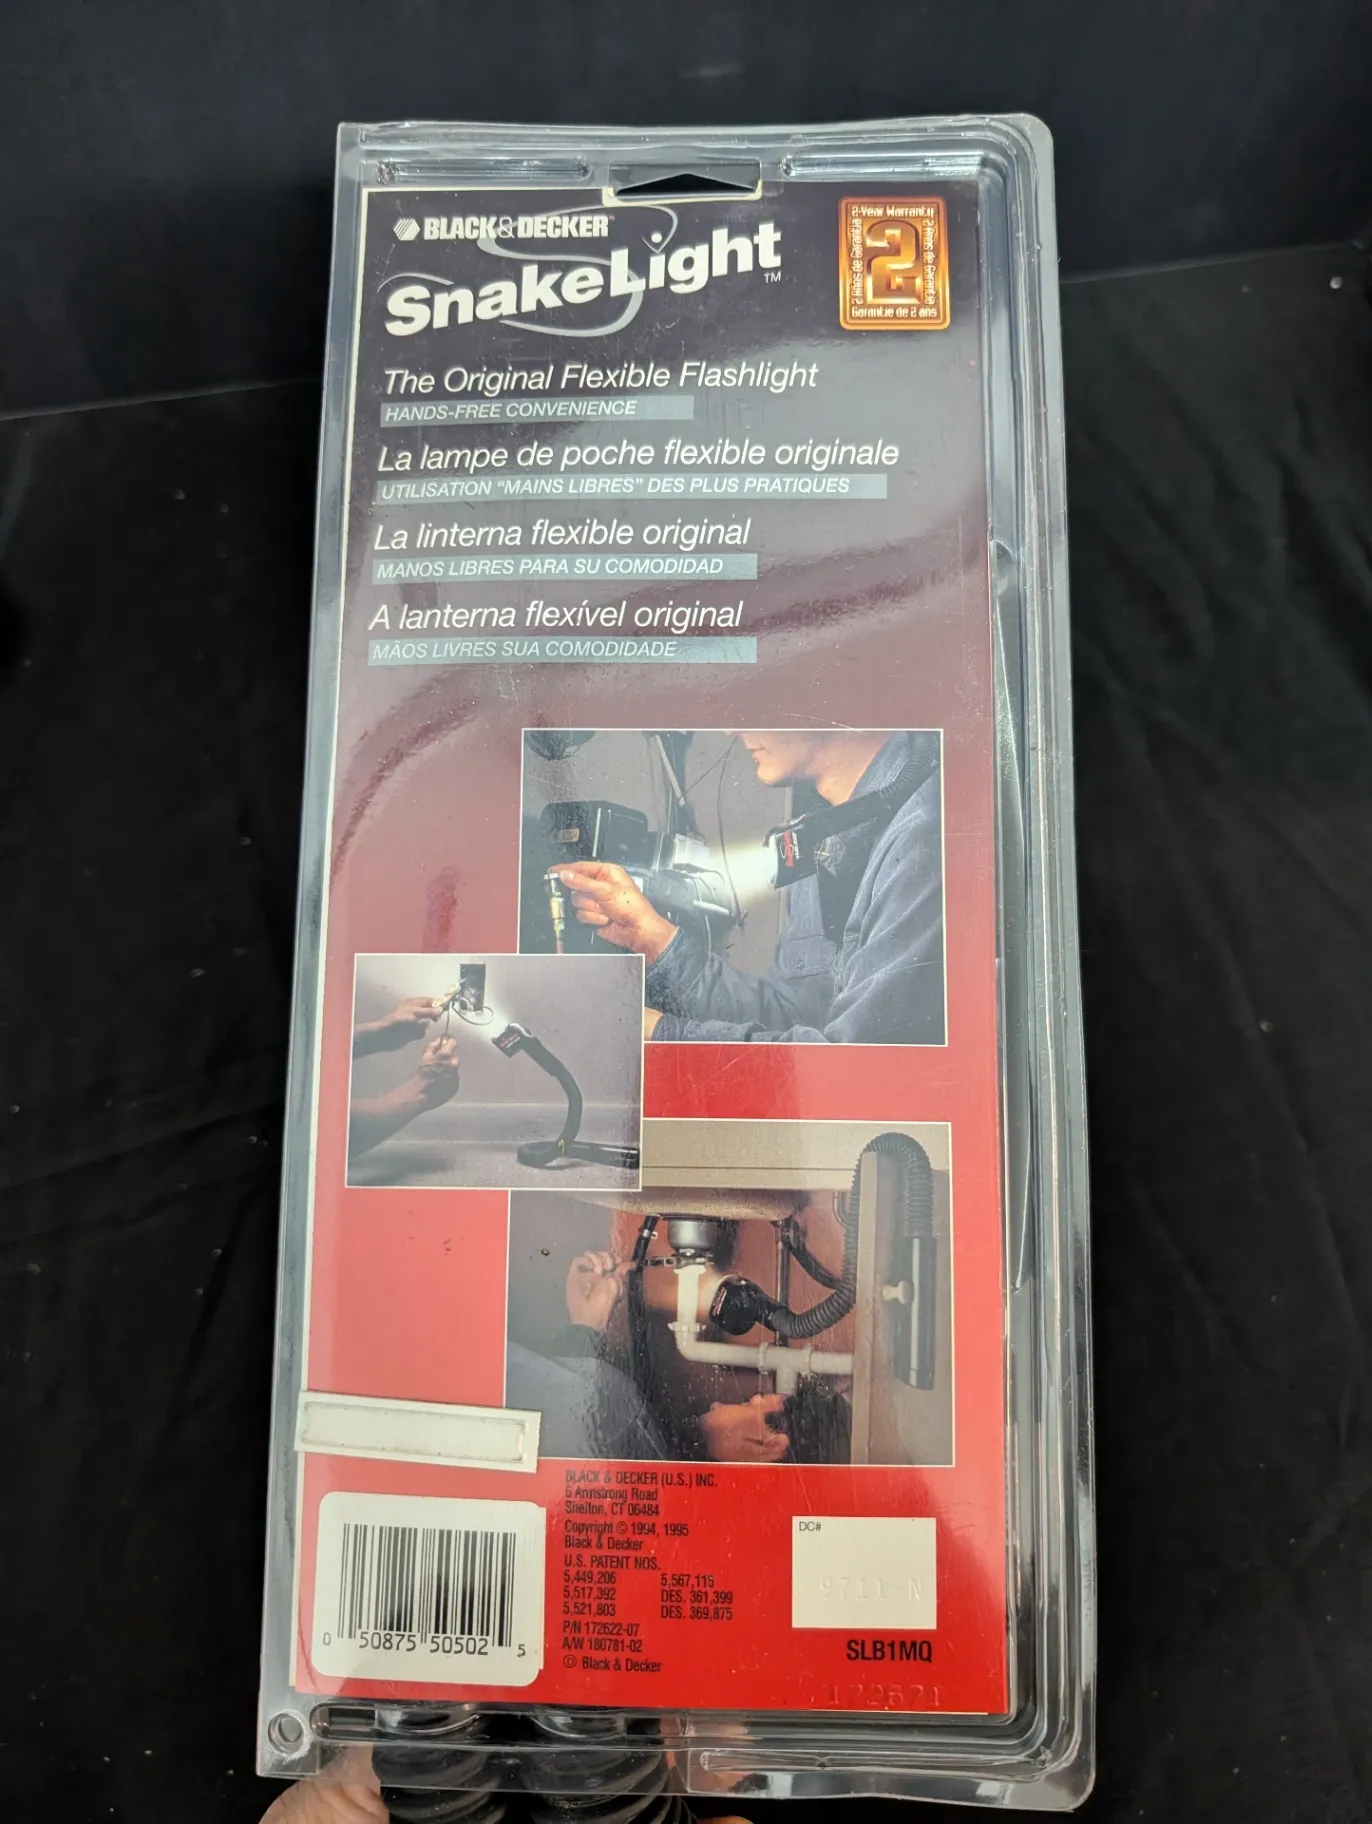 BLACK&DECKER™
SnakeLight™
2-Year Warranty
2 Años de Garantía
2 Anos de Garantia
Garantie de 2 ans
2
The Original Flexible Flashlight
HANDS-FREE CONVENIENCE
La lampe de poche flexible originale
UTILISATION "MAINS LIBRES" DES PLUS PRATIQUES
La linterna flexible original
MANOS LIBRES PARA SU COMODIDAD
A lanterna flexível original
MÃOS LIVRES SUA COMODIDADE
BLACK & DECKER (U.S.) INC.
6 Armstrong Road
Shelton, CT 06484
Copyright © 1994, 1995
Black & Decker
U.S. PATENT NOS.
5,449,206 5,567,115
5,517,392 DES. 361,399
5,521,803 DES. 369,875
P/N 172622-07
A/W 180781-02
Ⓓ Black & Decker
DC#
9711-N
SLB1MQ
0 50875 50502 5
172671